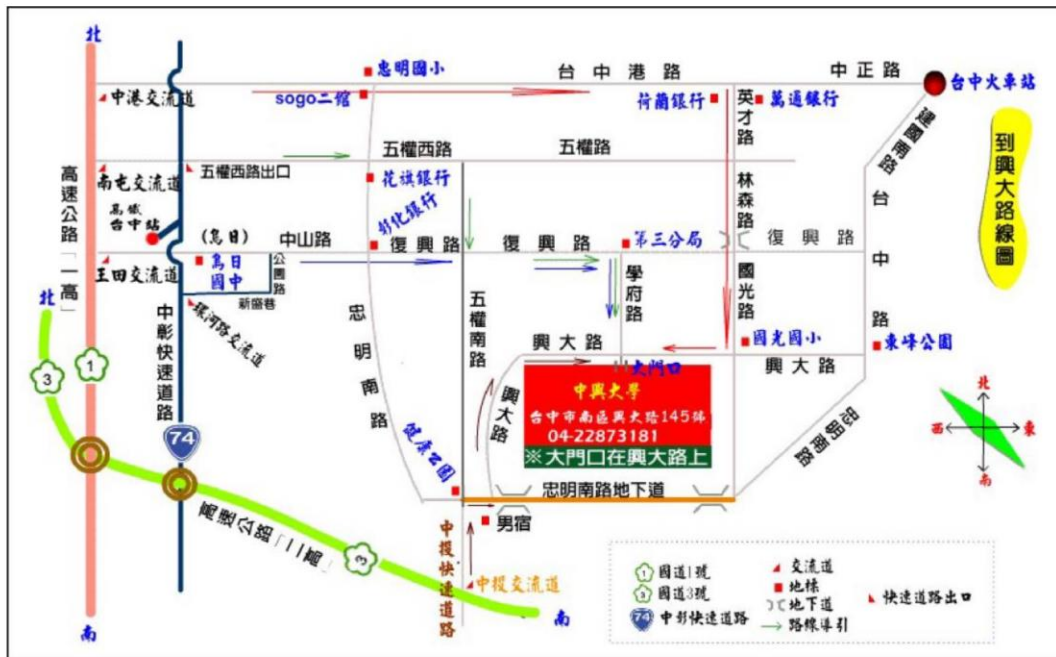 北
忠明國小
台中港路
中正路
台中火車站
中港交流道
sogo二館
荷蘭銀行
英才路
萬通銀行
建國南路
到興大路線圖
五權西路
五權路
高速公路「一高」
南屯交流道
五權西路出口
花旗銀行
林森路
台中路
高鐵
台中站
彰化銀行
(烏日)
中山路
復興路
復興路
第三分局
復興路
王田交流道
烏日
國中
公園路
學府路
國光路
北
新盛巷
環河路交流道
中彰快速道路
忠明南路
五權南路
1
3
興大路
國光國小
東峰公園
大門口
興大路
中興大學
台中市南區興大路145號
04-22873181
※大門口在興大路上
興大路
忠明南路
北
西
東
南
74
健康公園
忠明南路地下道
高速公路「二高」
男宿
3
中投快速道路
中投交流道
南
南
1
國道1號
3
國道3號
74
中彰快速道路
交流道
地標
地下道
路線導引
快速道路出口